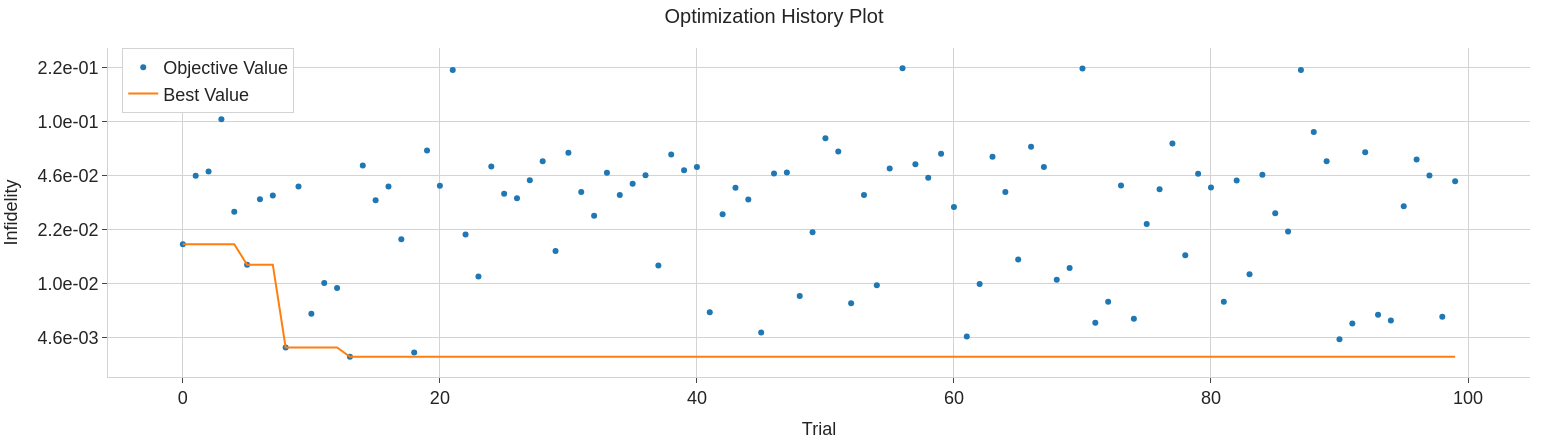 Optimization History Plot
Objective Value
Best Value
Infidelity
2.2e-01
1.0e-01
4.6e-02
2.2e-02
1.0e-02
4.6e-03
0 20 40 60 80 100
Trial